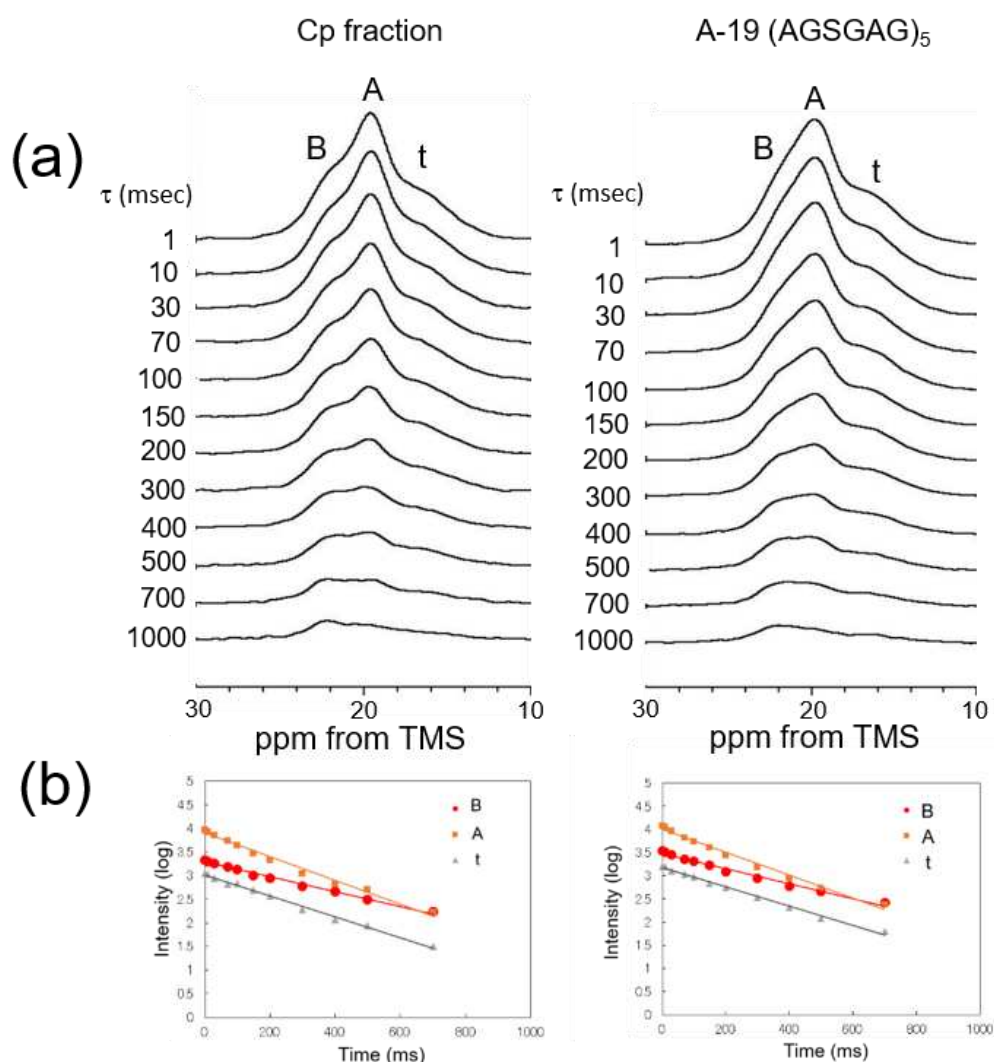 Cp fraction
A-19 (AGSGAG)5
(a)
B
A
t
B
A
t
τ (msec)
1
10
30
70
100
150
200
300
400
500
700
1000
τ (msec)
1
10
30
70
100
150
200
300
400
500
700
1000
30
20
10
30
20
10
ppm from TMS
ppm from TMS
(b)
Intensity (log)
5
4.5
4
3.5
3
2.5
2
1.5
1
0.5
0
B
A
t
0
200
400
600
800
1000
Time (ms)
Intensity (log)
5
4.5
4
3.5
3
2.5
2
1.5
1
0.5
0
B
A
t
0
200
400
600
800
1000
Time (ms)